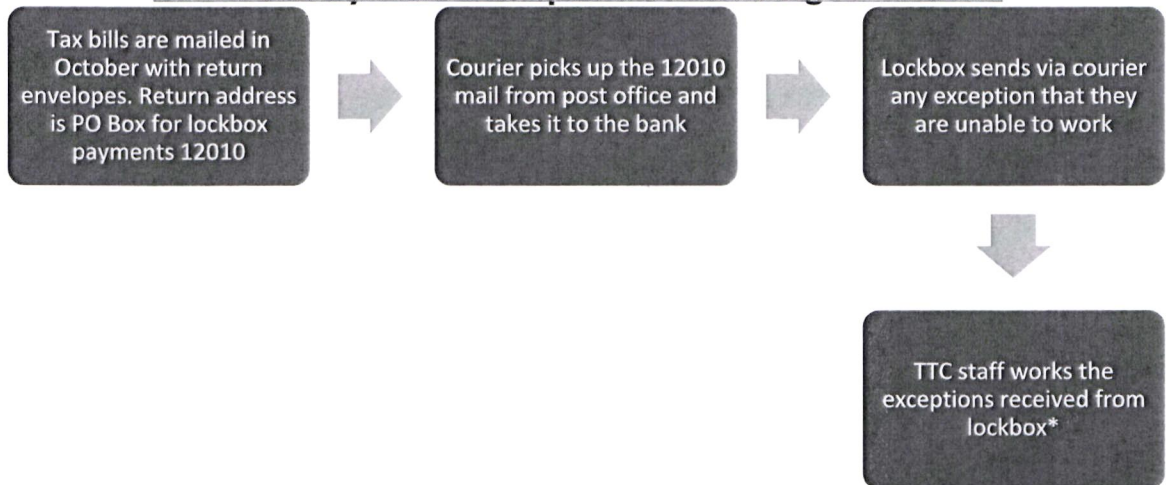 Tax bills are mailed in
October with return
envelopes. Return address
is PO Box for lockbox
payments 12010
Courier picks up the 12010
mail from post office and
takes it to the bank
Lockbox sends via courier
any exception that they
are unable to work
TTC staff works the
exceptions received from
lockbox*